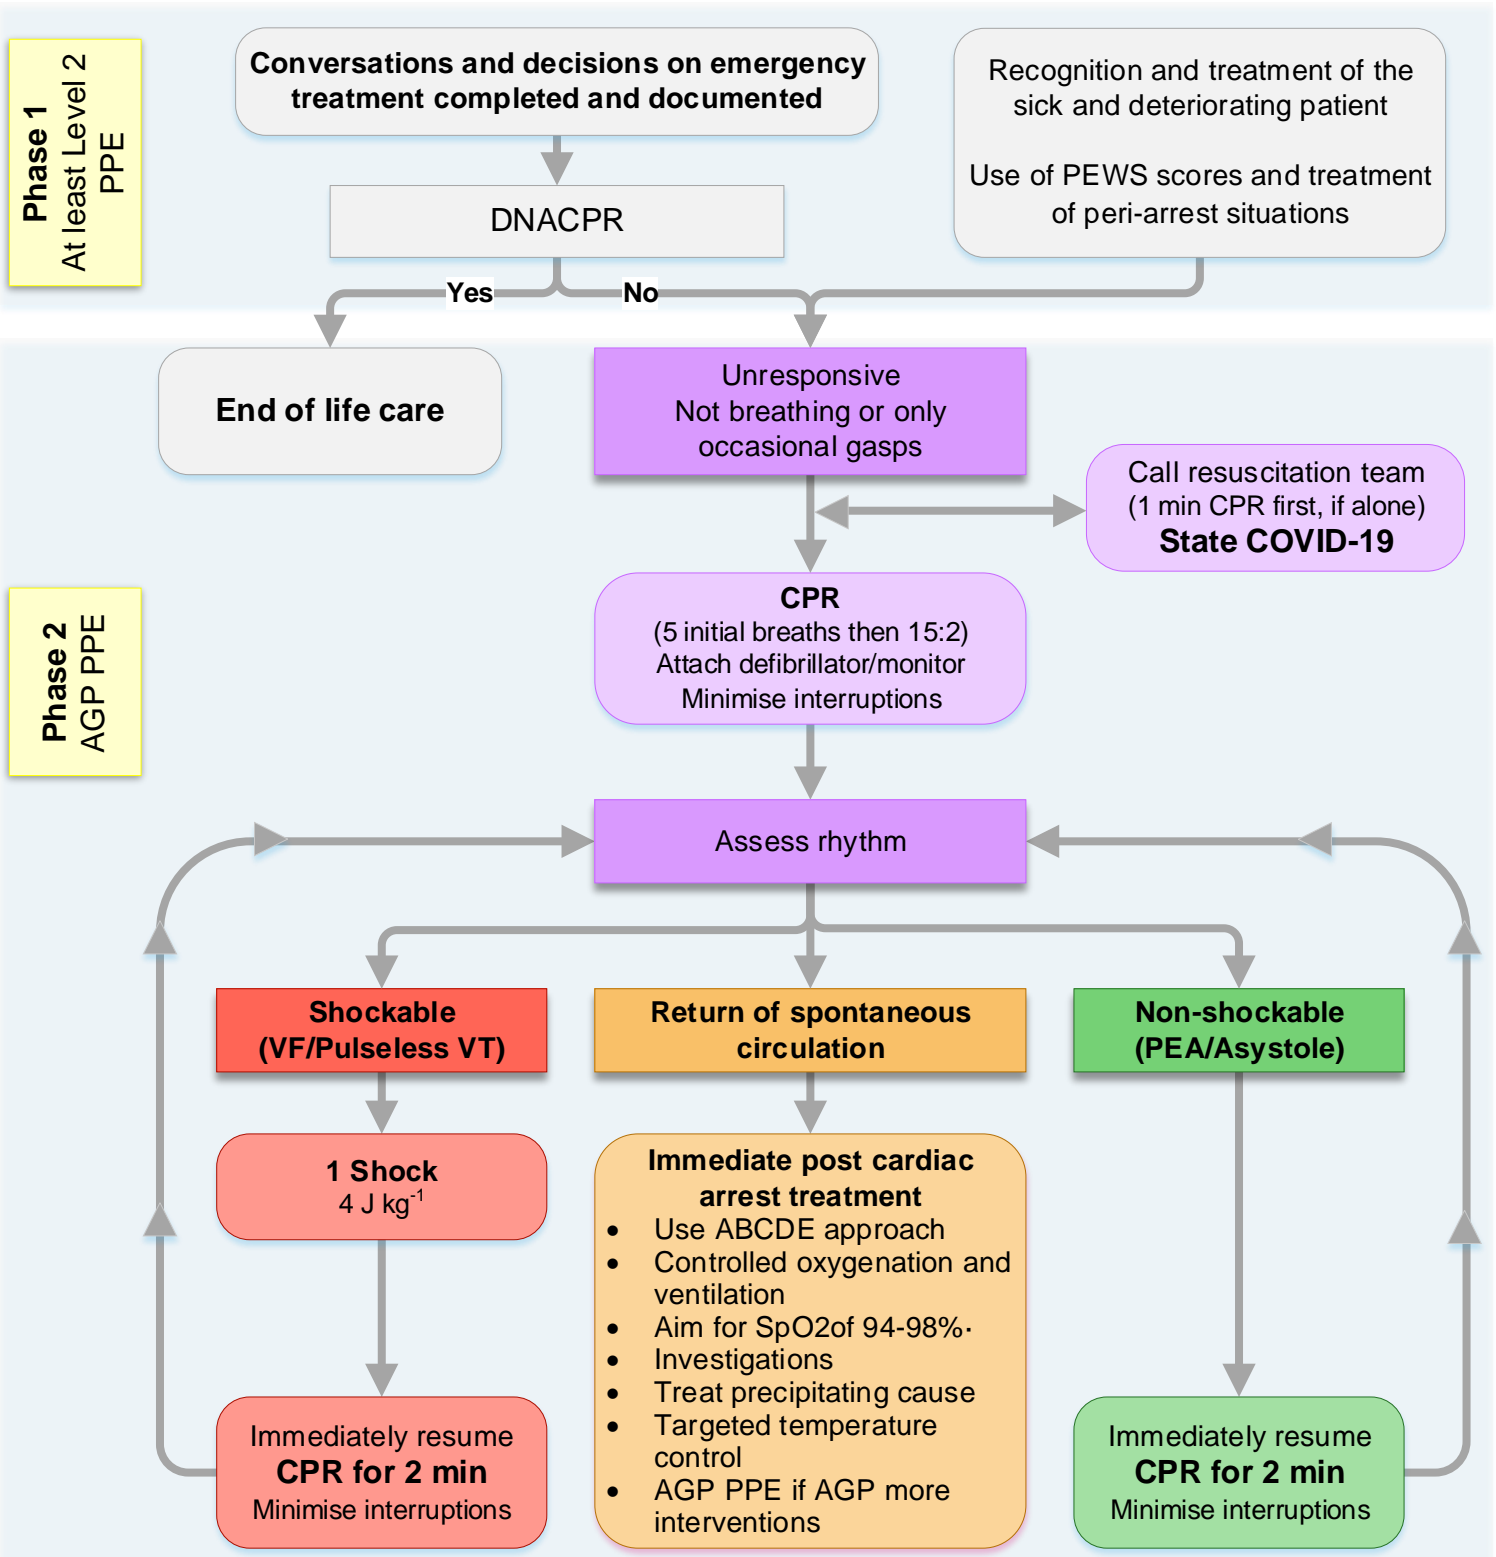 Phase 1
At least Level 2
PPE
Conversations and decisions on emergency
treatment completed and documented
Recognition and treatment of the
sick and deteriorating patient
Use of PEWS scores and treatment
of peri-arrest situations
DNACPR
Yes
No
End of life care
Unresponsive
Not breathing or only
occasional gasps
Call resuscitation team
(1 min CPR first, if alone)
State COVID-19
Phase 2
AGP PPE
CPR
(5 initial breaths then 15:2)
Attach defibrillator/monitor
Minimise interruptions
Assess rhythm
Shockable
(VF/Pulseless VT)
Return of spontaneous
circulation
Non-shockable
(PEA/Asystole)
1 Shock
4 J kg⁻¹
Immediate post cardiac
arrest treatment
• Use ABCDE approach
• Controlled oxygenation and
ventilation
• Aim for SpO2of 94-98%·
• Investigations
• Treat precipitating cause
• Targeted temperature
control
• AGP PPE if AGP more
interventions
Immediately resume
CPR for 2 min
Minimise interruptions
Immediately resume
CPR for 2 min
Minimise interruptions